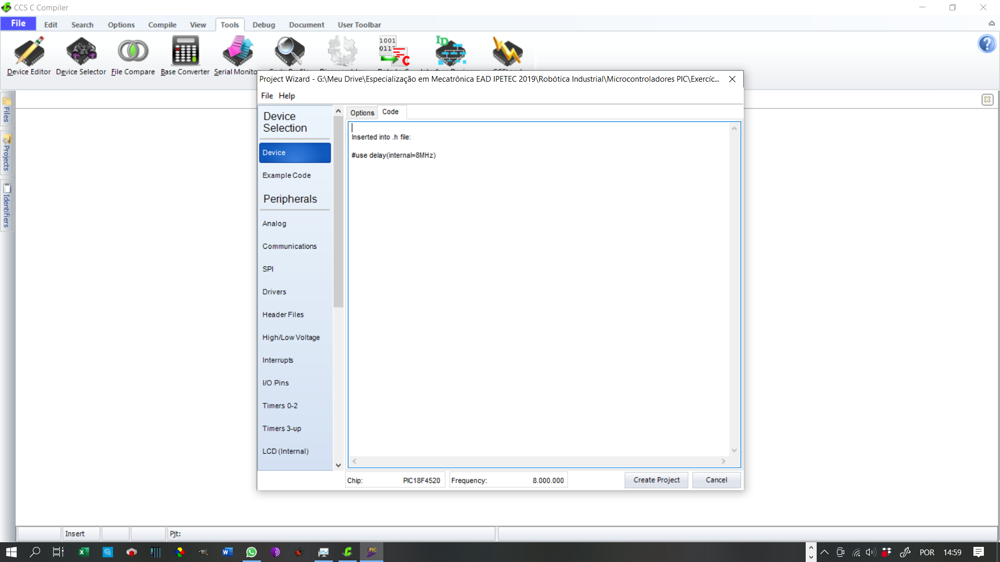 CCS C Compiler
File Edit Search Options Compile View Tools Debug Document User Toolbar
1001
011
ID
Device Editor Device Selector File Compare Base Converter Serial Monito
Project Wizard - G:\Meu Drive\Especialização em Mecatrônica EAD IPETEC 2019\Robótica Industrial\Microcontroladores PIC\Exercíc...
File Help
Files
Projects
Identifiers
Device
Selection
Device
Example Code
Peripherals
Analog
Communications
SPI
Drivers
Header Files
High/Low Voltage
Interrupts
I/O Pins
Timers 0-2
Timers 3-up
LCD (Internal)
Options Code
Inserted into .h file:
#use delay(internal=8MHz)
Chip: PIC18F4520 Frequency: 8.000.000 Create Project Cancel
Insert Pjt:
PIC POR 14:59